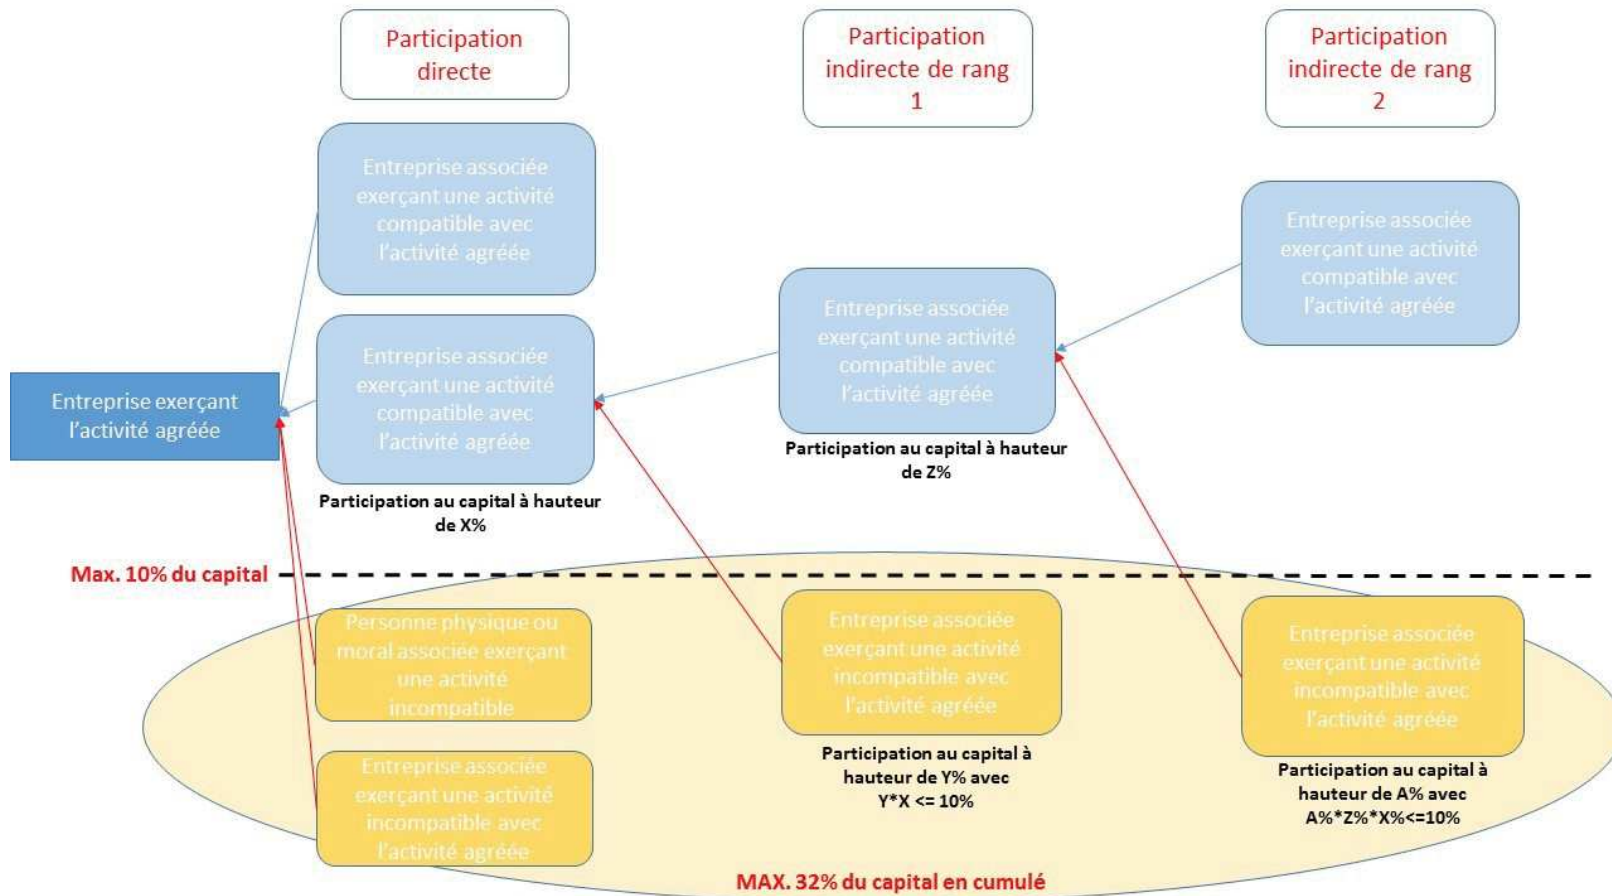 Participation
directe
Participation
indirecte de rang
1
Participation
indirecte de rang
2
Entreprise associée
exerçant une activité
compatible avec
l'activité agréée
Entreprise associée
exerçant une activité
compatible avec
l'activité agréée
Entreprise associée
exerçant une activité
compatible avec
l'activité agréée
Entreprise associée
exerçant une activité
compatible avec
l'activité agréée
Entreprise exerçant
l'activité agréée
Participation au capital à hauteur
de X%
Participation au capital à hauteur
de Z%
Max. 10% du capital
Personne physique ou
moral associée exerçant
une activité
incompatible
Entreprise associée
exerçant une activité
incompatible avec
l'activité agréée
Entreprise associée
exerçant une activité
incompatible avec
l'activité agréée
Entreprise associée
exerçant une activité
incompatible avec
l'activité agréée
Participation au capital à
hauteur de Y% avec
Y*X <= 10%
Participation au capital à
hauteur de A% avec
A%*Z%*X%<=10%
MAX. 32% du capital en cumulé